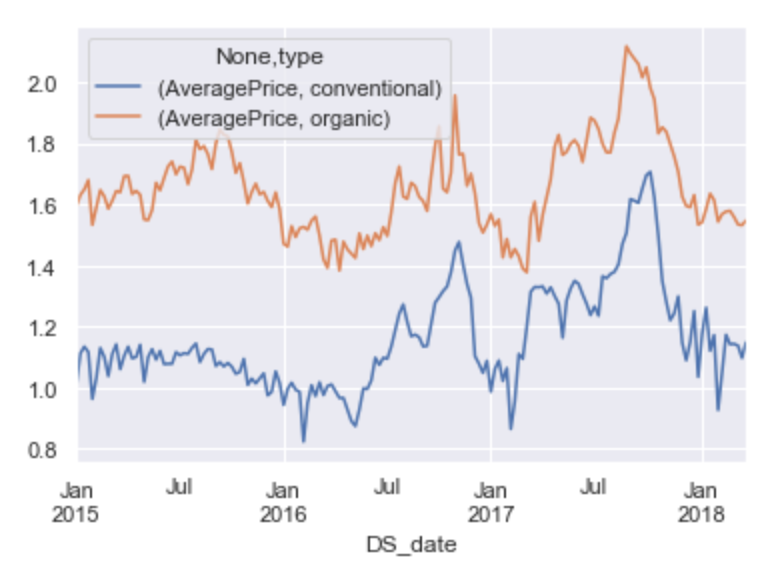 None,type
(AveragePrice, conventional)
(AveragePrice, organic)
2.0
1.8
1.6
1.4
1.2
1.0
0.8
Jan Jul Jan Jul Jan Jul Jan
2015 2016 2017 2018
DS_date